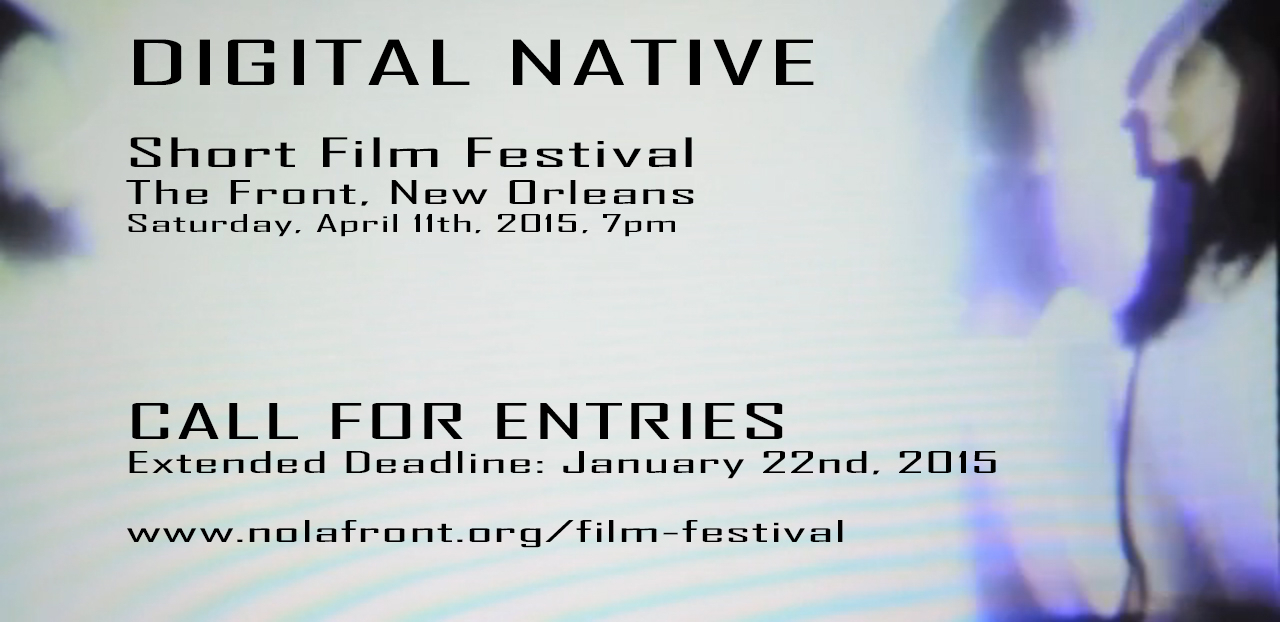 DIGITAL NATIVE
Short Film Festival
The Front, New Orleans
Saturday, April 11th, 2015, 7pm
CALL FOR ENTRIES
Extended Deadline: January 22nd, 2015
www.nolafront.org/film-festival